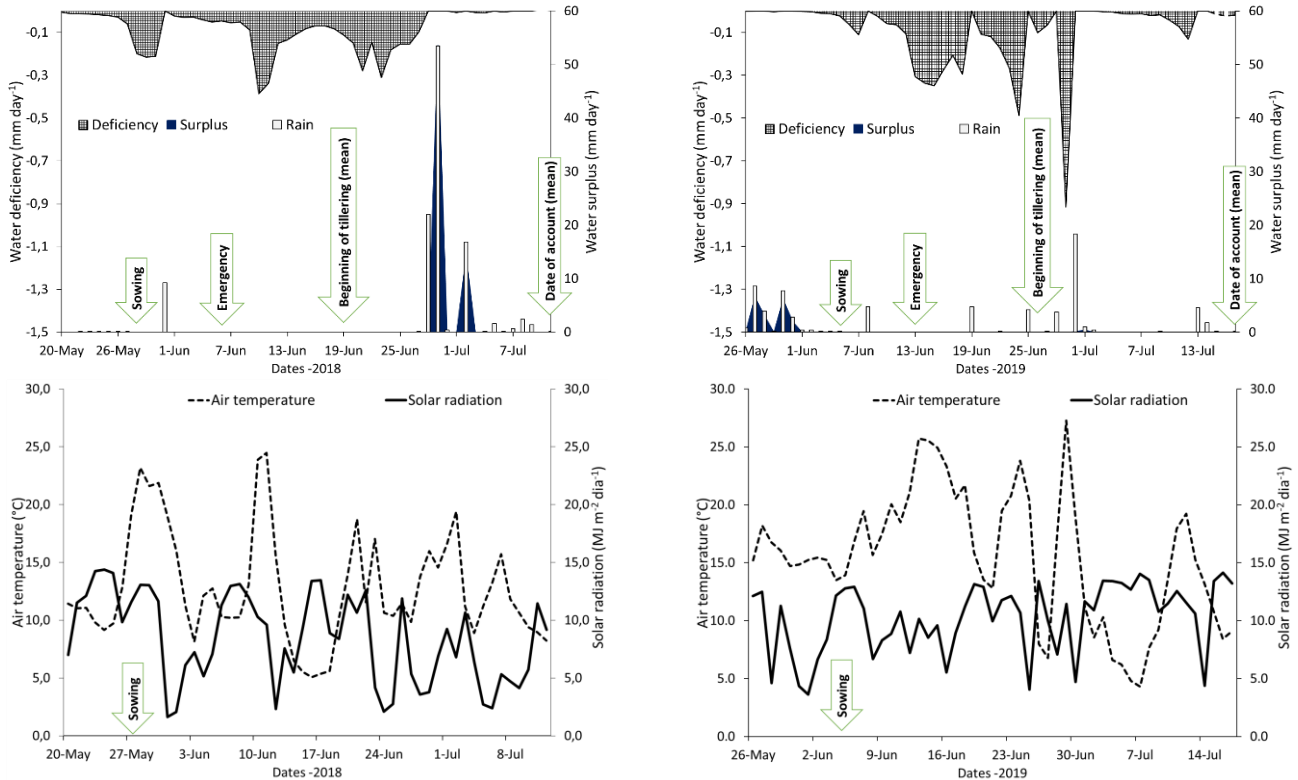 -0,1
-0,3
-0,5
-0,7
-0,9
-1,1
-1,3
-1,5
Water deficiency (mm day⁻¹)
60
50
40
30
20
10
0
Water surplus (mm day⁻¹)
Deficiency
Surplus
Rain
Sowing
Emergency
Beginning of tillering (mean)
Date of account (mean)
20-May 26-May 1-Jun 7-Jun 13-Jun 19-Jun 25-Jun 1-Jul 7-Jul
Dates -2018
-0,1
-0,3
-0,5
-0,7
-0,9
-1,1
-1,3
-1,5
Water deficiency (mm day⁻¹)
60
50
40
30
20
10
0
Water surplus (mm day⁻¹)
Deficiency
Surplus
Rain
Sowing
Emergency
Beginning of tillering (mean)
Date of account (mean)
26-May 1-Jun 7-Jun 13-Jun 19-Jun 25-Jun 1-Jul 7-Jul 13-Jul
Dates -2019
30,0
25,0
20,0
15,0
10,0
5,0
0,0
Air temperature (°C)
30,0
25,0
20,0
15,0
10,0
5,0
0,0
Solar radiation (MJ m⁻² dia⁻¹)
Air temperature
Solar radiation
Sowing
20-May 27-May 3-Jun 10-Jun 17-Jun 24-Jun 1-Jul 8-Jul
Dates -2018
30.0
25.0
20.0
15.0
10.0
5.0
0.0
Air temperature (°C)
30.0
25.0
20.0
15.0
10.0
5.0
0.0
Solar radiation (MJ m⁻² dia⁻¹)
Air temperature
Solar radiation
Sowing
26-May 2-Jun 9-Jun 16-Jun 23-Jun 30-Jun 7-Jul 14-Jul
Dates -2019